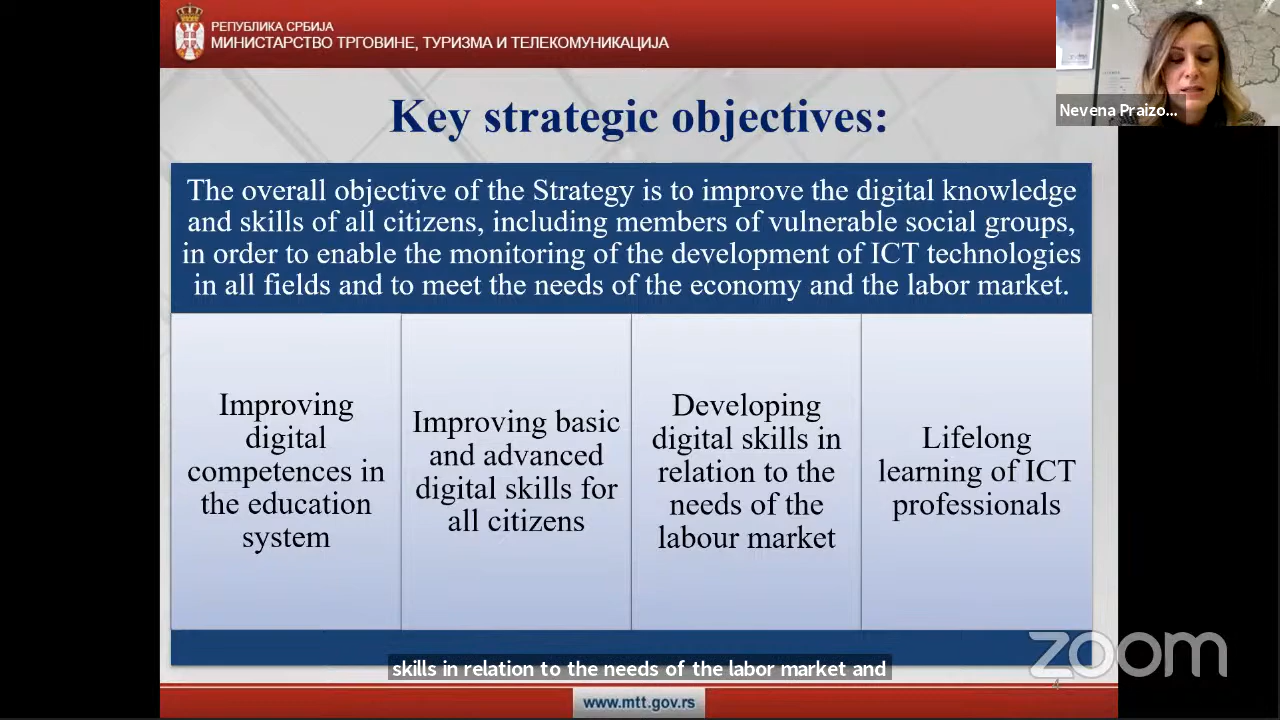 РЕПУБЛИКА СРБИЈА
МИНИСТАРСТВО ТРГОВИНЕ, ТУРИЗМА И ТЕЛЕКОМУНИКАЦИЈА
Nevena Praizo...
Key strategic objectives:
The overall objective of the Strategy is to improve the digital knowledge
and skills of all citizens, including members of vulnerable social groups,
in order to enable the monitoring of the development of ICT technologies
in all fields and to meet the needs of the economy and the labor market.
Improving
digital
competences in
the education
system
Improving basic
and advanced
digital skills for
all citizens
Developing
digital skills in
relation to the
needs of the
labour market
Lifelong
learning of ICT
professionals
skills in relation to the needs of the labor market and
zoom
4
www.mtt.gov.rs